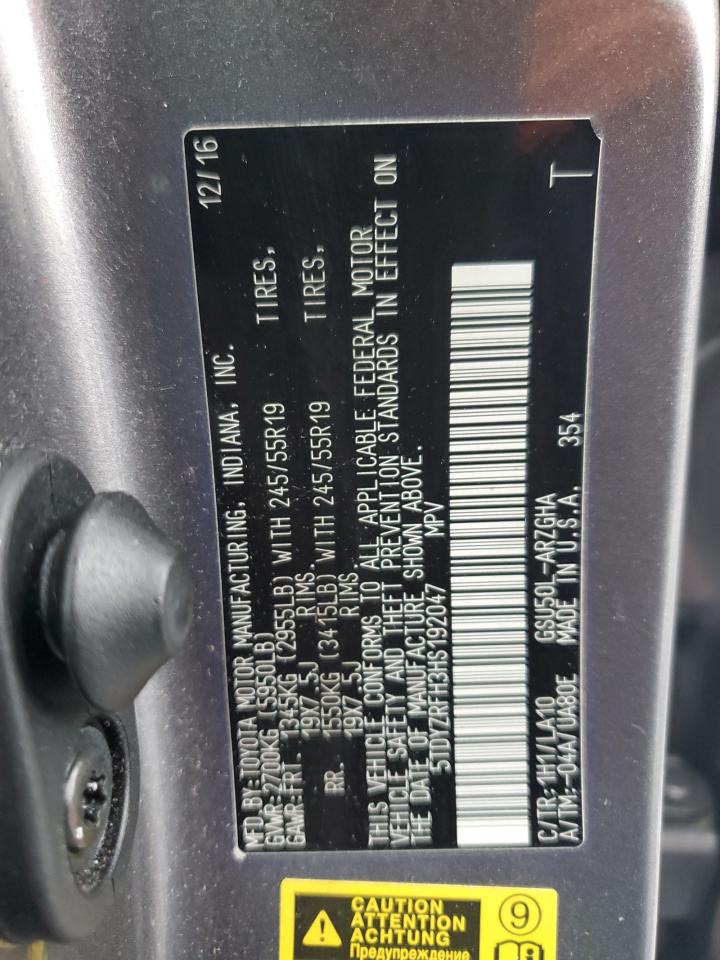 MFD.BY: TOYOTA MOTOR MANUFACTURING, INDIANA, INC. 12/16
GVWR: 2700KG (5950LB)
GAWR: FRT 1345KG (2955LB) WITH 245/55R19 TIRES,
19X7.5J RIMS.
RR. 1550KG (3415LB) WITH 245/55R19 TIRES,
19X7.5J RIMS.
THIS VEHICLE CONFORMS TO ALL APPLICABLE FEDERAL MOTOR
VEHICLE SAFETY AND THEFT PREVENTION STANDARDS IN EFFECT ON
THE DATE OF MANUFACTURE SHOWN ABOVE.
5TDYZRFH3HS192047 MPV
C/TR: 1H1/LA10 GSU50L-ARZGHA
A/TM: -04A/UA80E MADE IN U.S.A. 354 T
CAUTION
ATTENTION
ACHTUNG
Предупреждение
9